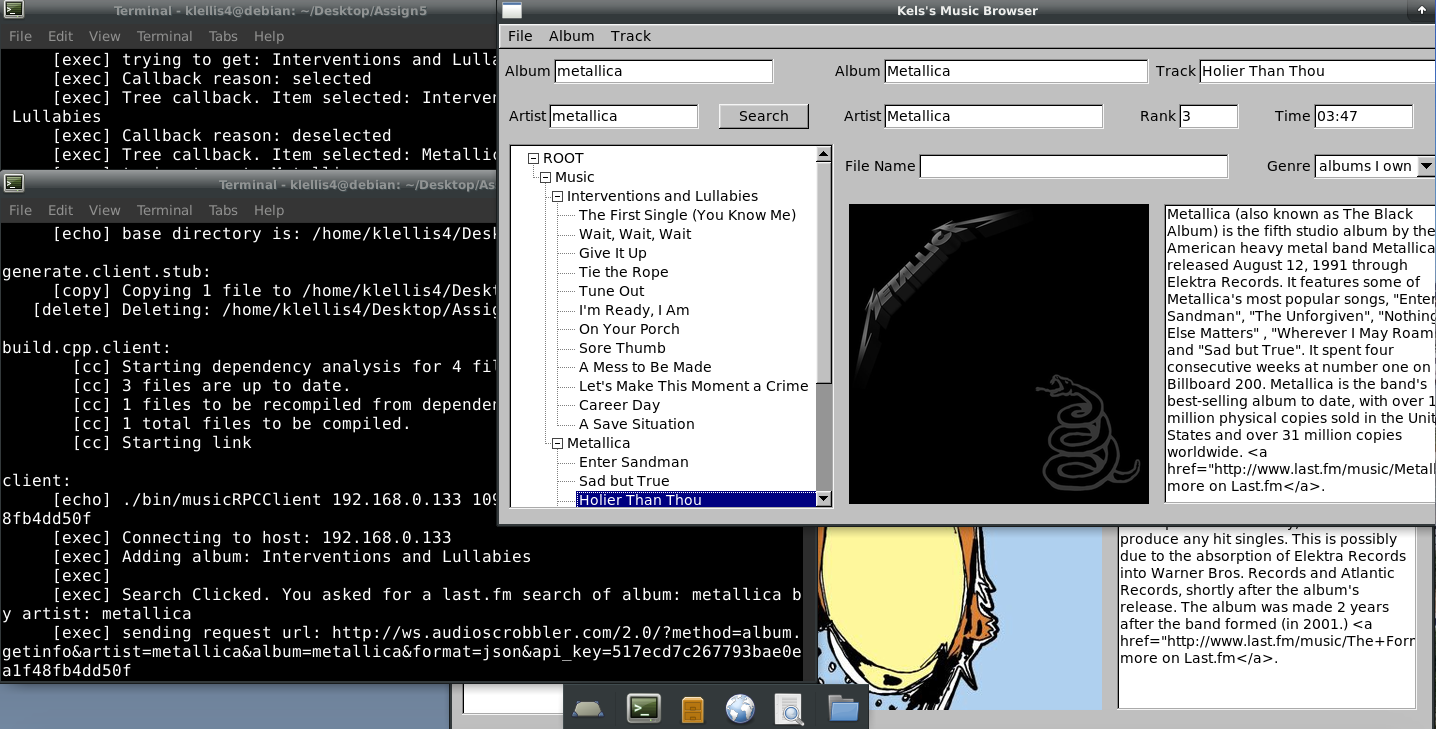 Terminal - klellis4@debian: ~/Desktop/Assign5
File Edit View Terminal Tabs Help
[exec] trying to get: Interventions and Lulla
[exec] Callback reason: selected
[exec] Tree callback. Item selected: Interven
Lullabies
[exec] Callback reason: deselected
[exec] Tree callback. Item selected: Metallic
Terminal - klellis4@debian: ~/Desktop/As
File Edit View Terminal Tabs Help
[echo] base directory is: /home/klellis4/Desk
generate.client.stub:
[copy] Copying 1 file to /home/klellis4/Deskt
[delete] Deleting: /home/klellis4/Desktop/Assig
build.cpp.client:
[cc] Starting dependency analysis for 4 fil
[cc] 3 files are up to date.
[cc] 1 files to be recompiled from dependen
[cc] 1 total files to be compiled.
[cc] Starting link
client:
[echo] ./bin/musicRPCClient 192.168.0.133 109
8fb4dd50f
[exec] Connecting to host: 192.168.0.133
[exec] Adding album: Interventions and Lullabies
[exec]
[exec] Search Clicked. You asked for a last.fm search of album: metallica b
y artist: metallica
[exec] sending request url: http://ws.audioscrobbler.com/2.0/?method=album.
getinfo&artist=metallica&album=metallica&format=json&api_key=517ecd7c267793bae0e
a1f48fb4dd50f
Kels's Music Browser
File Album Track
Album metallica Album Metallica Track Holier Than Thou
Artist metallica Search Artist Metallica Rank 3 Time 03:47
File Name Genre albums I own
ROOT
Music
Interventions and Lullabies
The First Single (You Know Me)
Wait, Wait, Wait
Give It Up
Tie the Rope
Tune Out
I'm Ready, I Am
On Your Porch
Sore Thumb
A Mess to Be Made
Let's Make This Moment a Crime
Career Day
A Save Situation
Metallica
Enter Sandman
Sad but True
Holier Than Thou
METALLICA
Metallica (also known as The Black
Album) is the fifth studio album by the
American heavy metal band Metallica
released August 12, 1991 through
Elektra Records. It features some of
Metallica's most popular songs, "Enter
Sandman", "The Unforgiven", "Nothing
Else Matters" , "Wherever I May Roam
and "Sad but True". It spent four
consecutive weeks at number one on
Billboard 200. Metallica is the band's
best-selling album to date, with over 1
million physical copies sold in the Unit
States and over 31 million copies
worldwide. <a
href="http://www.last.fm/music/Metall
more on Last.fm</a>.
produce any hit singles. This is possibly
due to the absorption of Elektra Records
into Warner Bros. Records and Atlantic
Records, shortly after the album's
release. The album was made 2 years
after the band formed (in 2001.) <a
href="http://www.last.fm/music/The+Forr
more on Last.fm</a>.